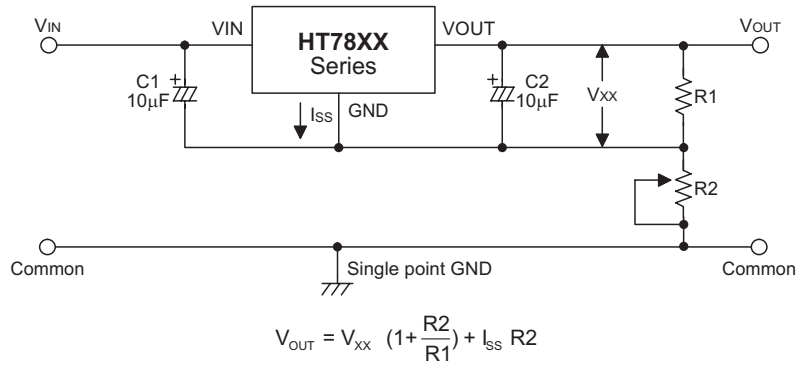 VIN
VIN
HT78XX
Series
VOUT
VOUT
C1
10μF
+
ISS
GND
+
C2
10μF
VXX
R1
R2
Common
Single point GND
Common
VOUT = VXX (1+R2/R1) + ISS R2